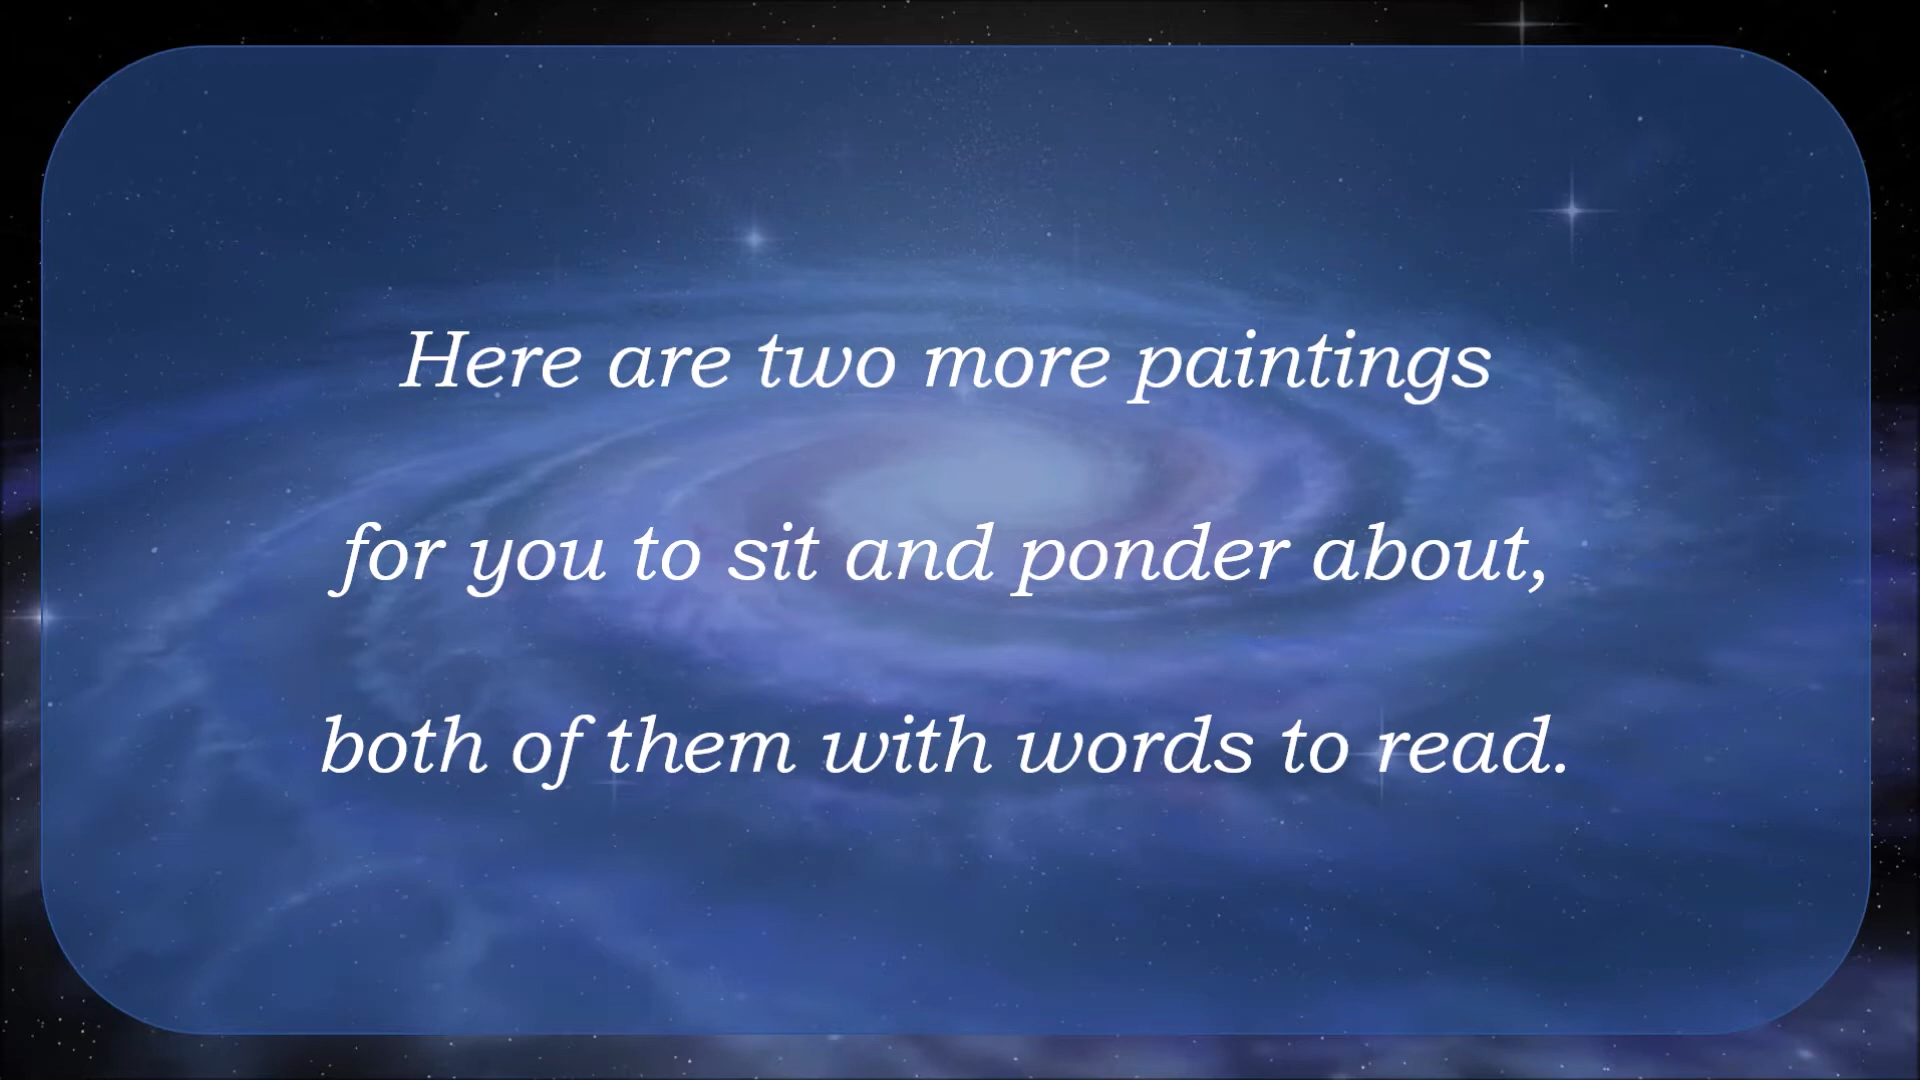 Here are two more paintings
for you to sit and ponder about,
both of them with words to read.